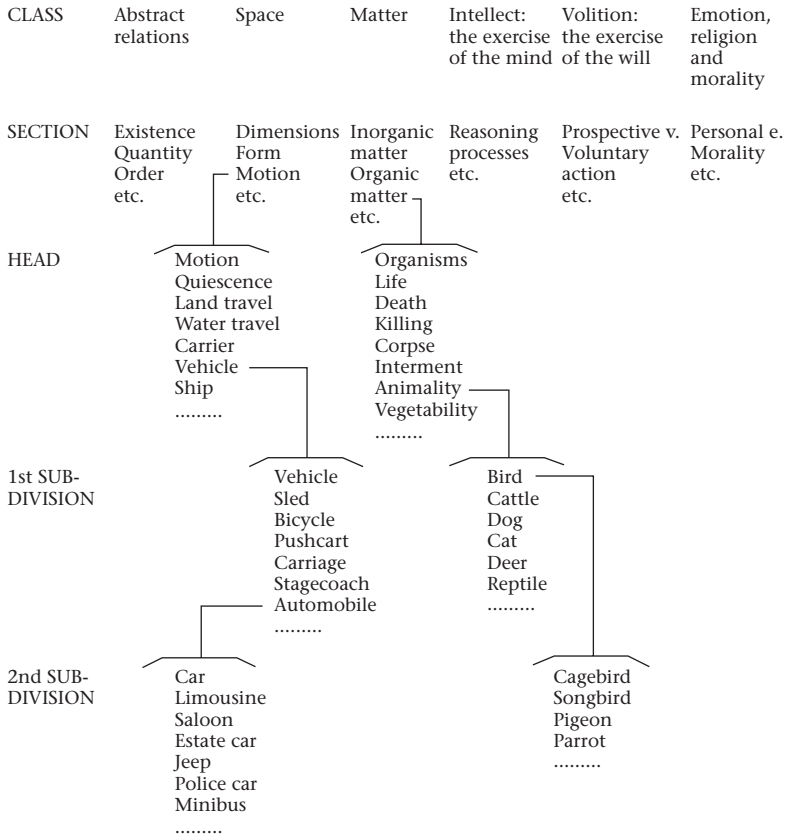 CLASS Abstract Space Matter Intellect: Volition: Emotion,
relations the exercise the exercise religion
of the mind of the will and
morality
SECTION Existence Dimensions Inorganic Reasoning Prospective v. Personal e.
Quantity Form matter processes Voluntary Morality
Order Motion Organic etc. action etc.
etc. etc. matter etc.
etc.
HEAD Motion Organisms
Quiescence Life
Land travel Death
Water travel Killing
Carrier Corpse
Vehicle Interment
Ship Animality
......... Vegetability
.........
1st SUB- Vehicle Bird
DIVISION Sled Cattle
Bicycle Dog
Pushcart Cat
Carriage Deer
Stagecoach Reptile
Automobile .........
.........
2nd SUB- Car Cagebird
DIVISION Limousine Songbird
Saloon Pigeon
Estate car Parrot
Jeep .........
Police car
Minibus
.........